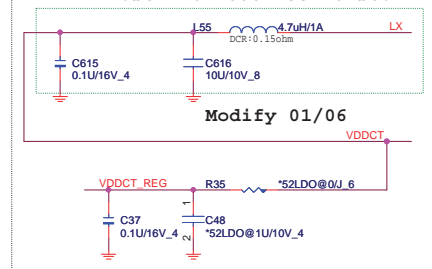 L55 4.7uH/1A LX
DCR:0.15ohm
C615
0.1U/16V_4
C616
10U/10V_8
Modify 01/06
VDDCT
VDDCT_REG R35 *52LDO@0/J_6
C37
0.1U/16V_4
1
C48
*52LDO@1U/10V_4
2